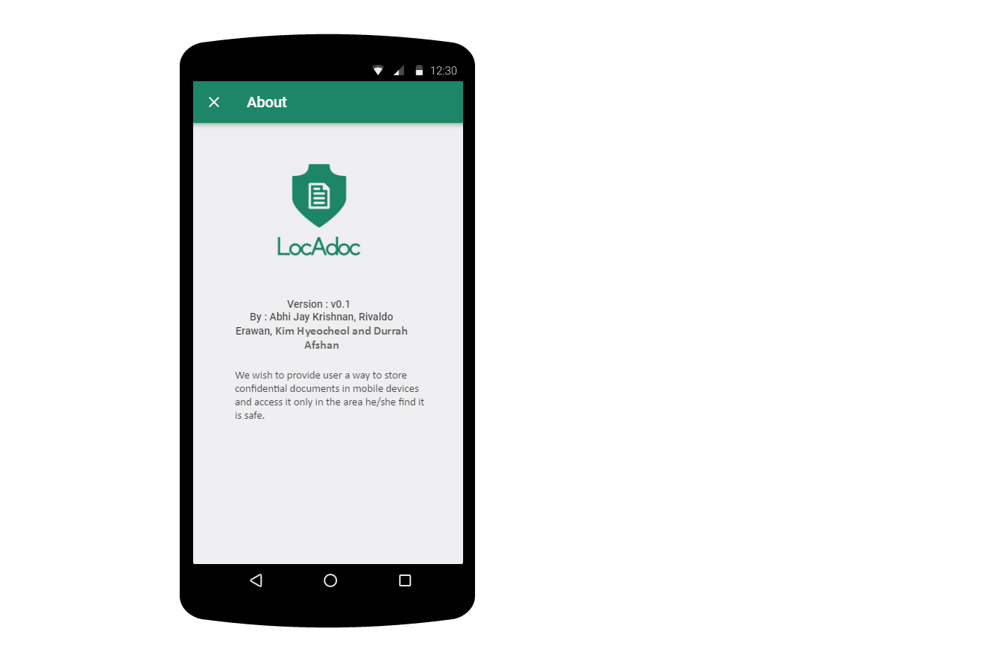 12:30
About
LocAdoc
Version : v0.1
By : Abhi Jay Krishnan, Rivaldo
Erawan, Kim Hyeocheol and Durrah
Afshan
We wish to provide user a way to store
confidential documents in mobile devices
and access it only in the area he/she find it
is safe.